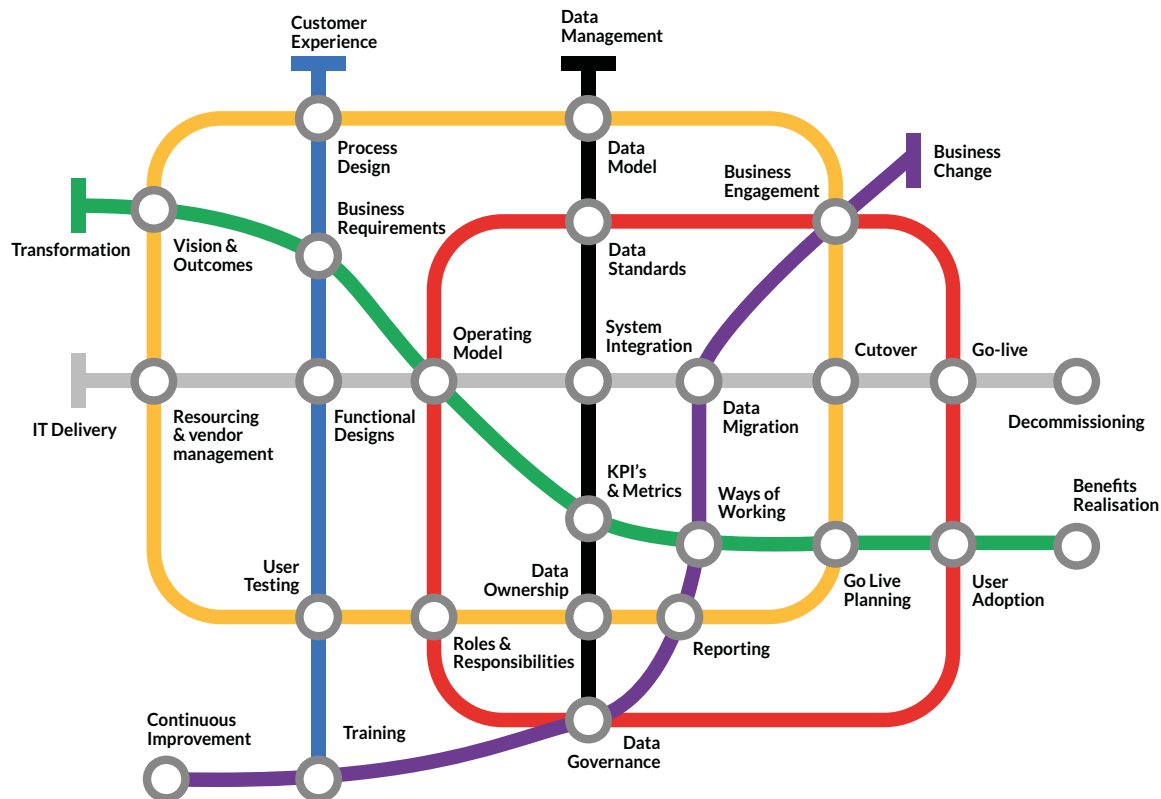 Customer
Experience
Data
Management
Process
Design
Data
Model
Business
Engagement
Business
Change
Transformation
Vision &
Outcomes
Business
Requirements
Data
Standards
Operating
Model
System
Integration
Cutover
Go-live
IT Delivery
Resourcing
& vendor
management
Functional
Designs
Data
Migration
Decommissioning
KPI's
& Metrics
Ways of
Working
Benefits
Realisation
User
Testing
Data
Ownership
Go Live
Planning
User
Adoption
Roles &
Responsibilities
Reporting
Continuous
Improvement
Training
Data
Governance